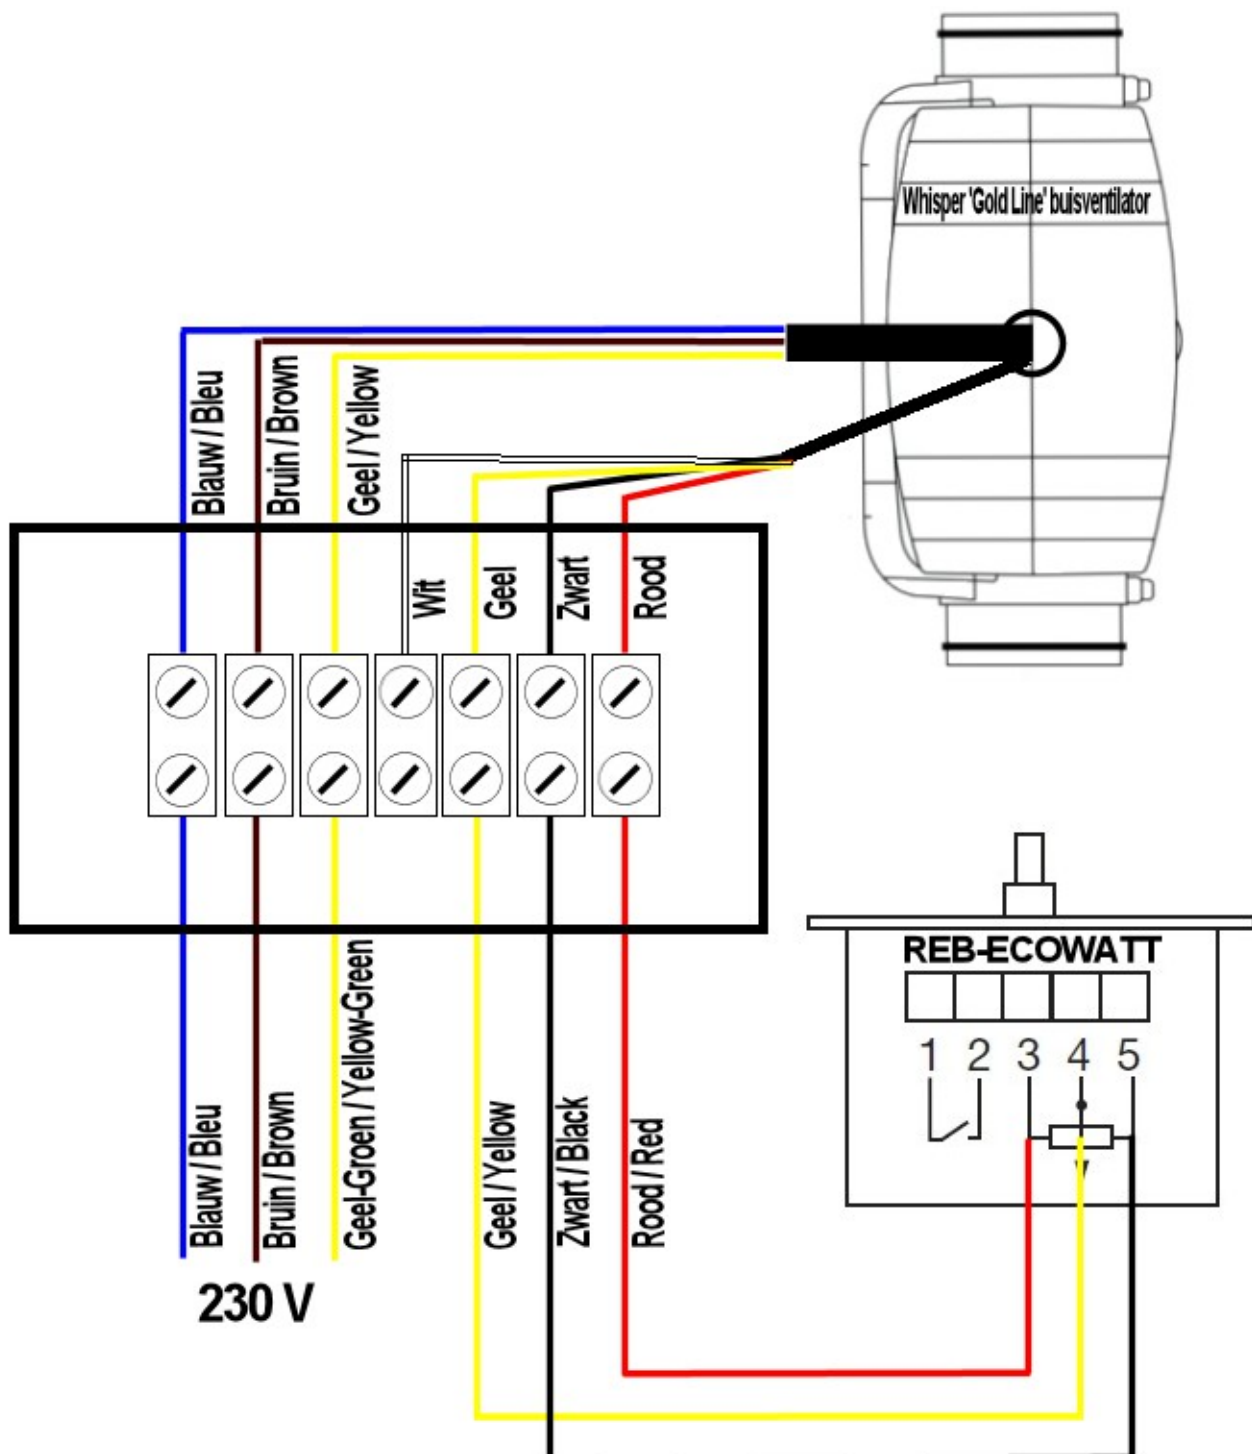 Whisper 'Gold Line' buisventilator
Blauw / Bleu
Bruin / Brown
Geel / Yellow
Wit
Geel
Zwart
Rood
REB-ECOWATT
1 2 3 4 5
Blauw / Bleu
Bruin / Brown
Geel-Groen / Yellow-Green
Geel / Yellow
Zwart / Black
Rood / Red
230 V